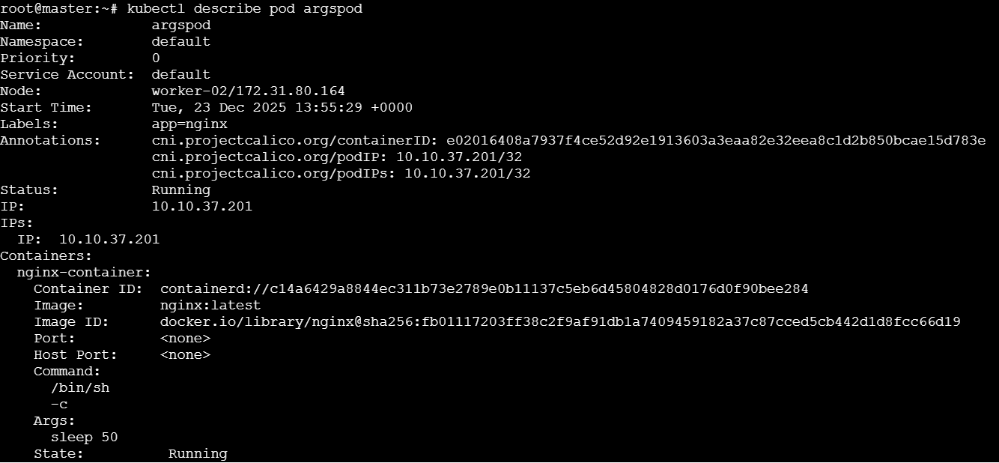 root@master:~# kubectl describe pod argspod
Name:             argspod
Namespace:        default
Priority:         0
Service Account:  default
Node:             worker-02/172.31.80.164
Start Time:       Tue, 23 Dec 2025 13:55:29 +0000
Labels:           app=nginx
Annotations:      cni.projectcalico.org/containerID: e02016408a7937f4ce52d92e1913603a3eaa82e32eea8c1d2b850bcae15d783e
                  cni.projectcalico.org/podIP: 10.10.37.201/32
                  cni.projectcalico.org/podIPs: 10.10.37.201/32
Status:           Running
IP:               10.10.37.201
IPs:
  IP:  10.10.37.201
Containers:
  nginx-container:
    Container ID:  containerd://c14a6429a8844ec311b73e2789e0b11137c5eb6d45804828d0176d0f90bee284
    Image:         nginx:latest
    Image ID:      docker.io/library/nginx@sha256:fb01117203ff38c2f9af91db1a7409459182a37c87cced5cb442d1d8fcc66d19
    Port:          <none>
    Host Port:     <none>
    Command:
      /bin/sh
      -c
    Args:
      sleep 50
    State:          Running